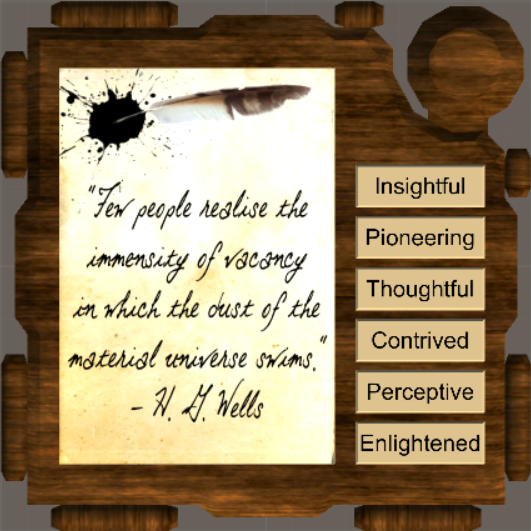 "Few people realise the
immensity of vacancy
in which the dust of the
material universe swims."
- H. G. Wells
Insightful
Pioneering
Thoughtful
Contrived
Perceptive
Enlightened